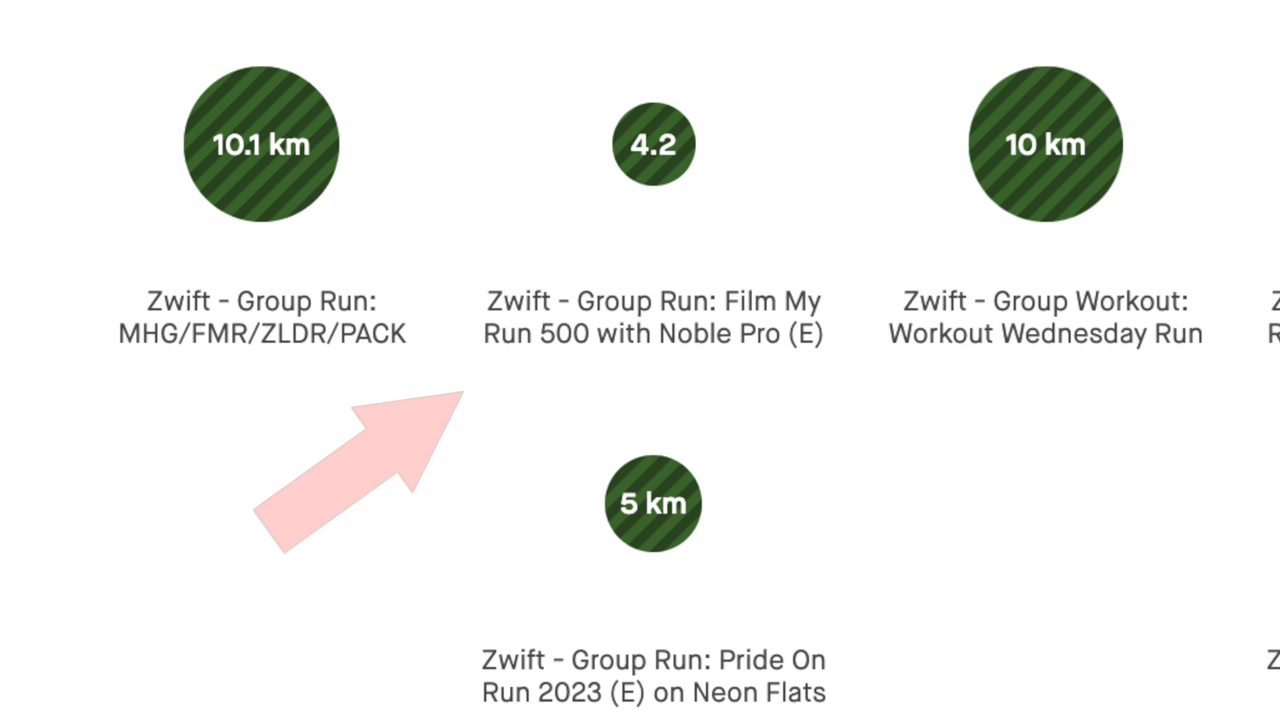 10.1 km
4.2
10 km
Zwift - Group Run:
MHG/FMR/ZLDR/PACK
Zwift - Group Run: Film My
Run 500 with Noble Pro (E)
Zwift - Group Workout:
Workout Wednesday Run
Z
R
5 km
Zwift - Group Run: Pride On
Run 2023 (E) on Neon Flats
Z